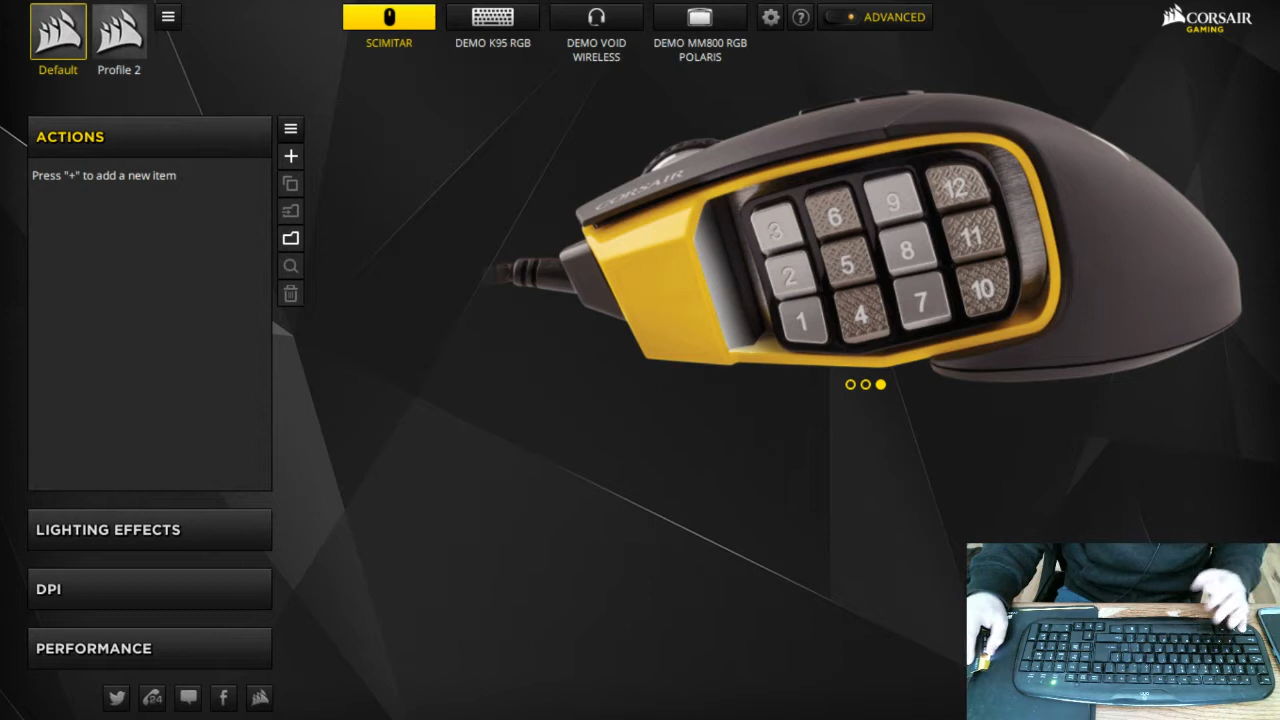 Default
Profile 2
SCIMITAR
DEMO K95 RGB
DEMO VOID
WIRELESS
DEMO MM800 RGB
POLARIS
?
ADVANCED
CORSAIR
GAMING
ACTIONS
Press "+" to add a new item
LIGHTING EFFECTS
DPI
PERFORMANCE
24
CORSAIR
3 6 9 12
2 5 8 11
1 4 7 10